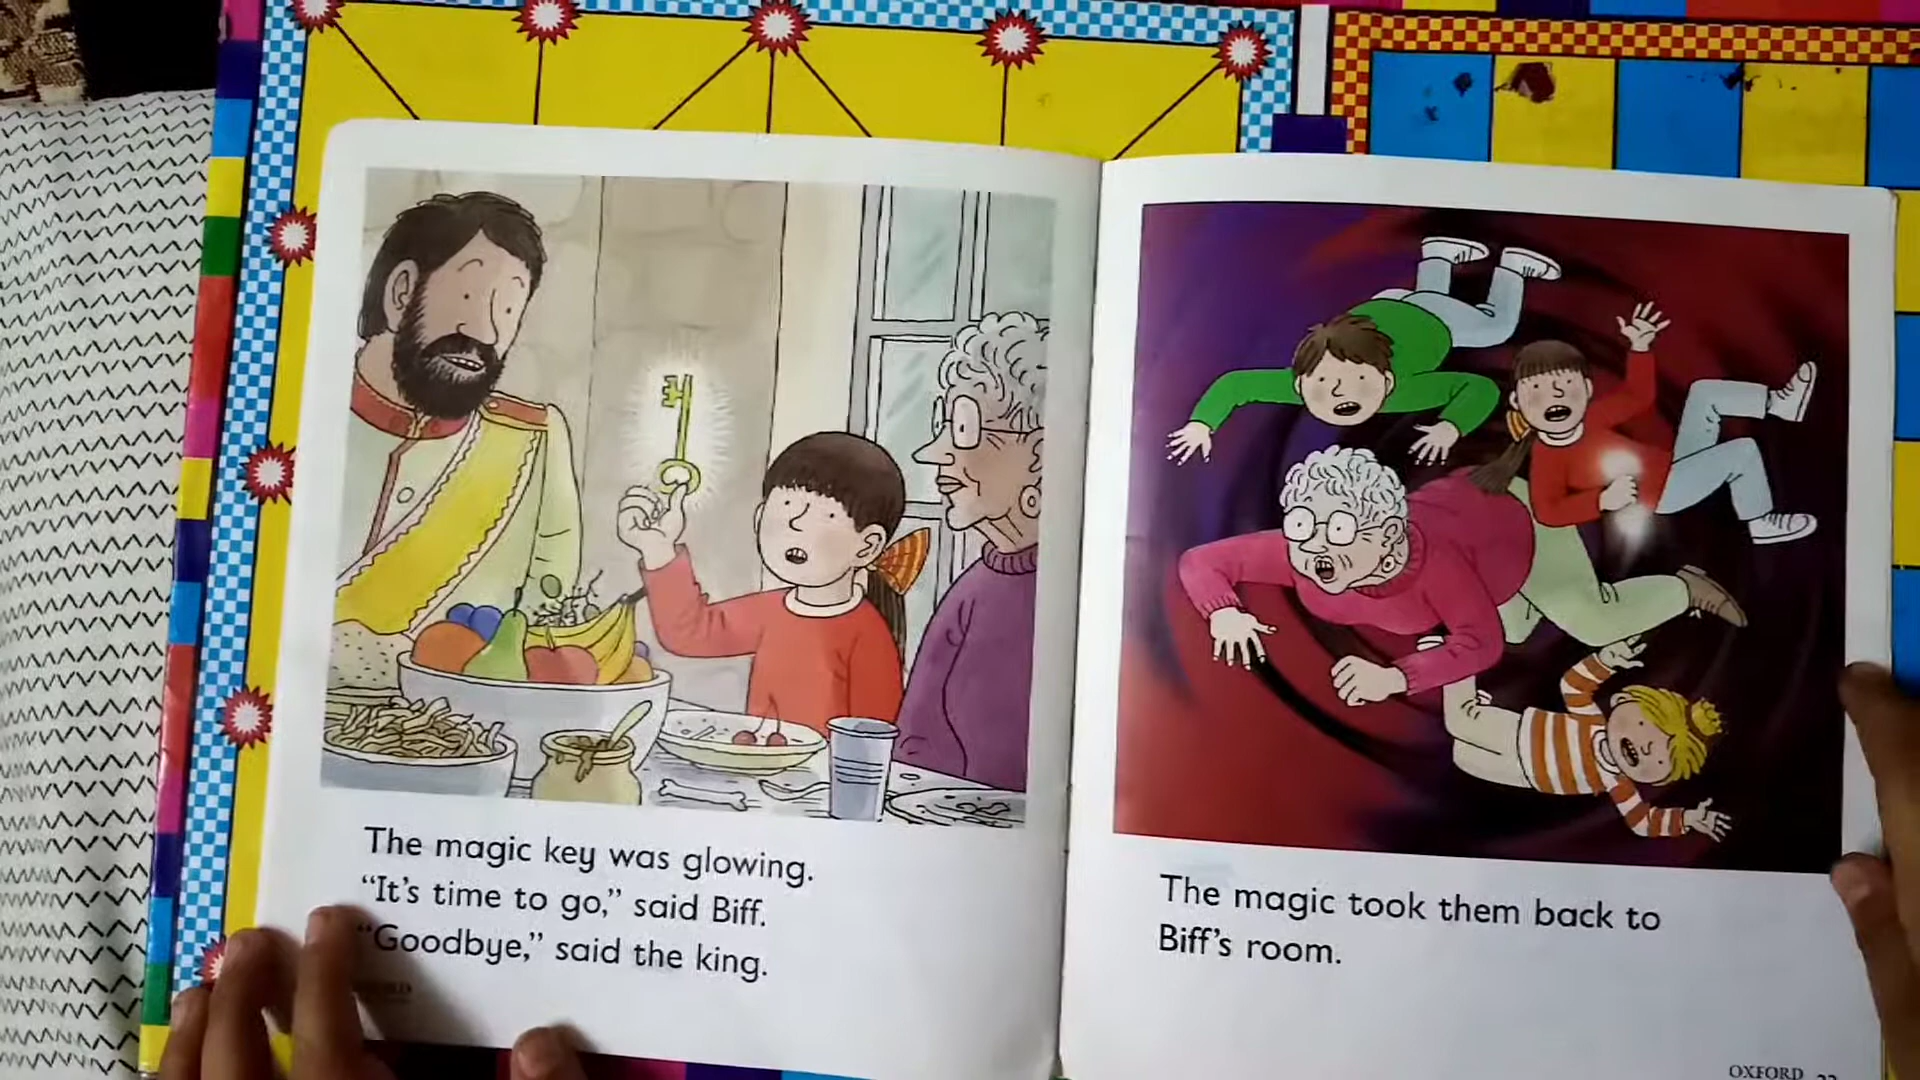 The magic key was glowing.
“It’s time to go,” said Biff.
“Goodbye,” said the king.
The magic took them back to
Biff’s room.
OXFORD